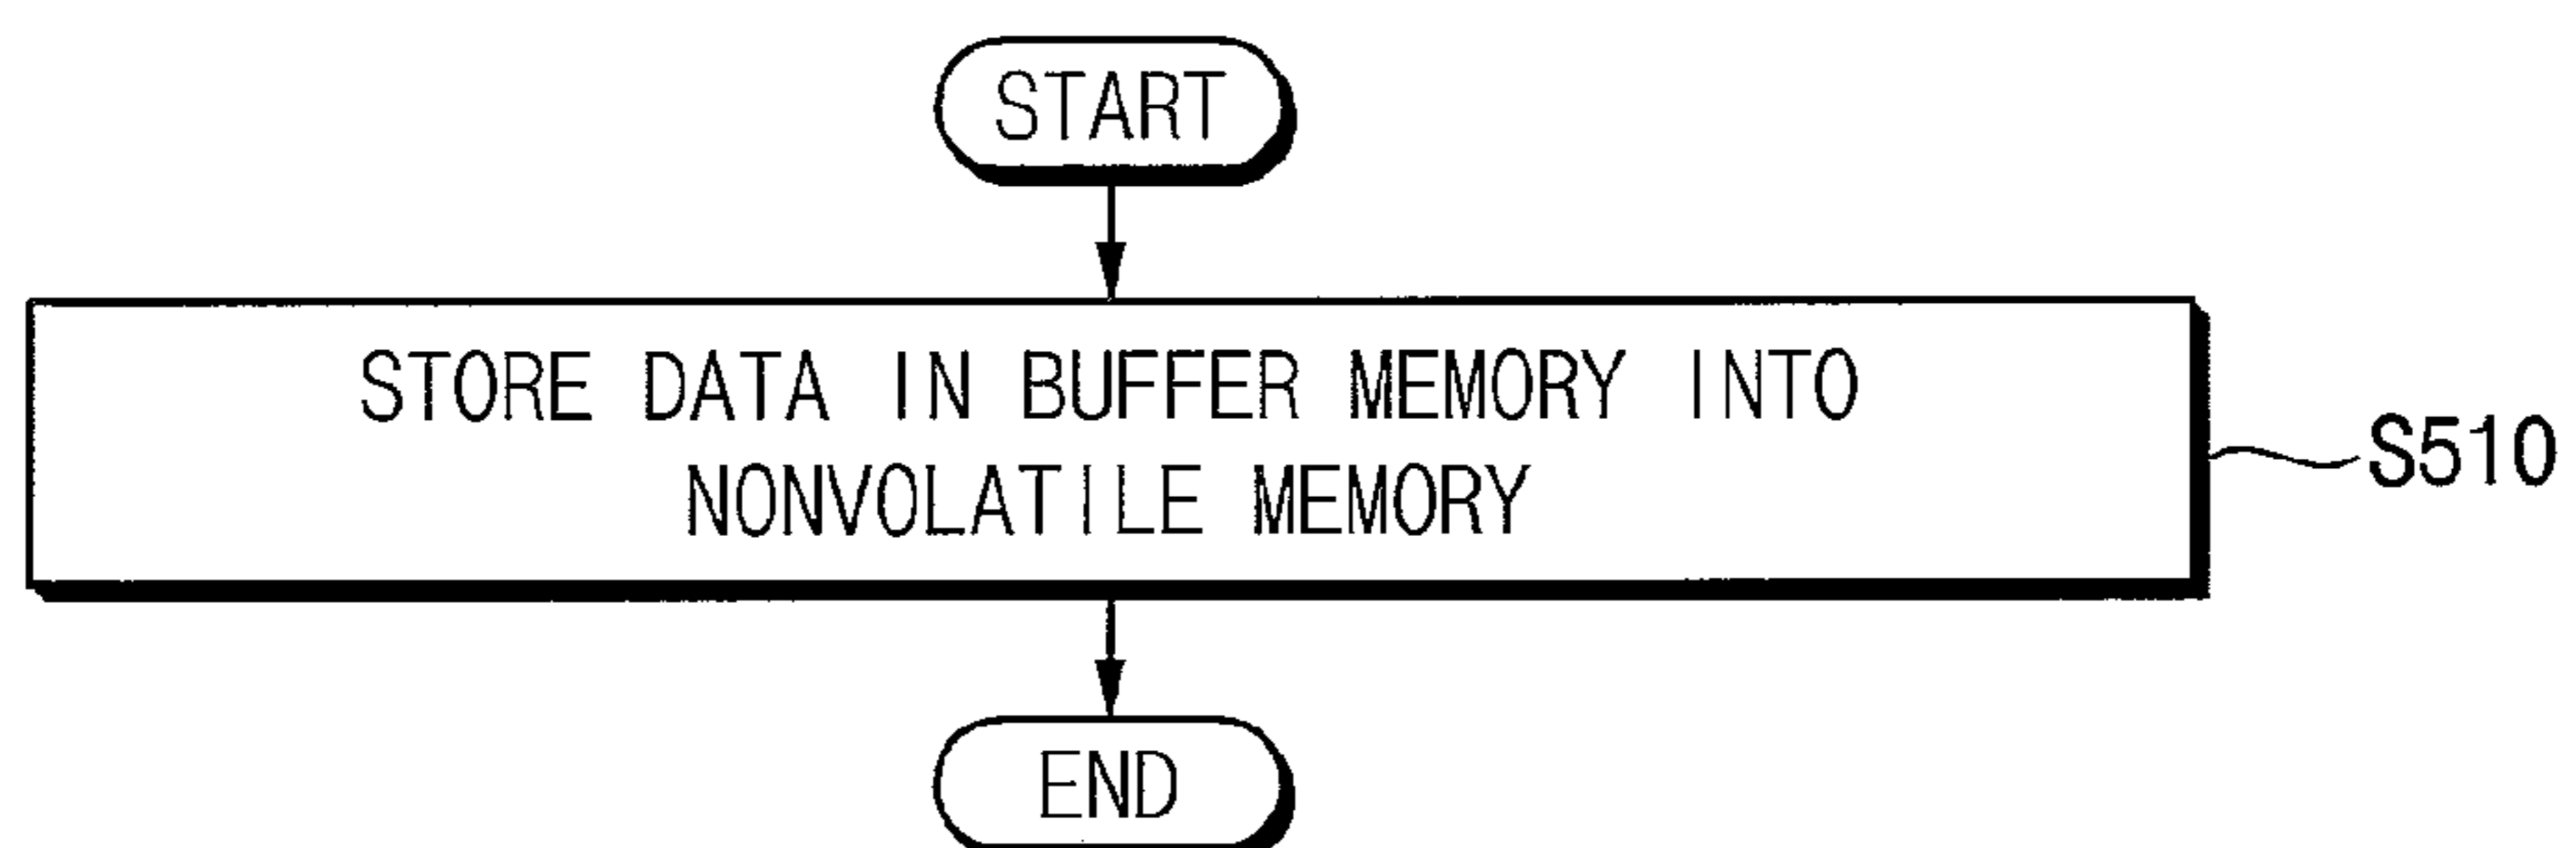 START
STORE DATA IN BUFFER MEMORY INTO
NONVOLATILE MEMORY
S510
END